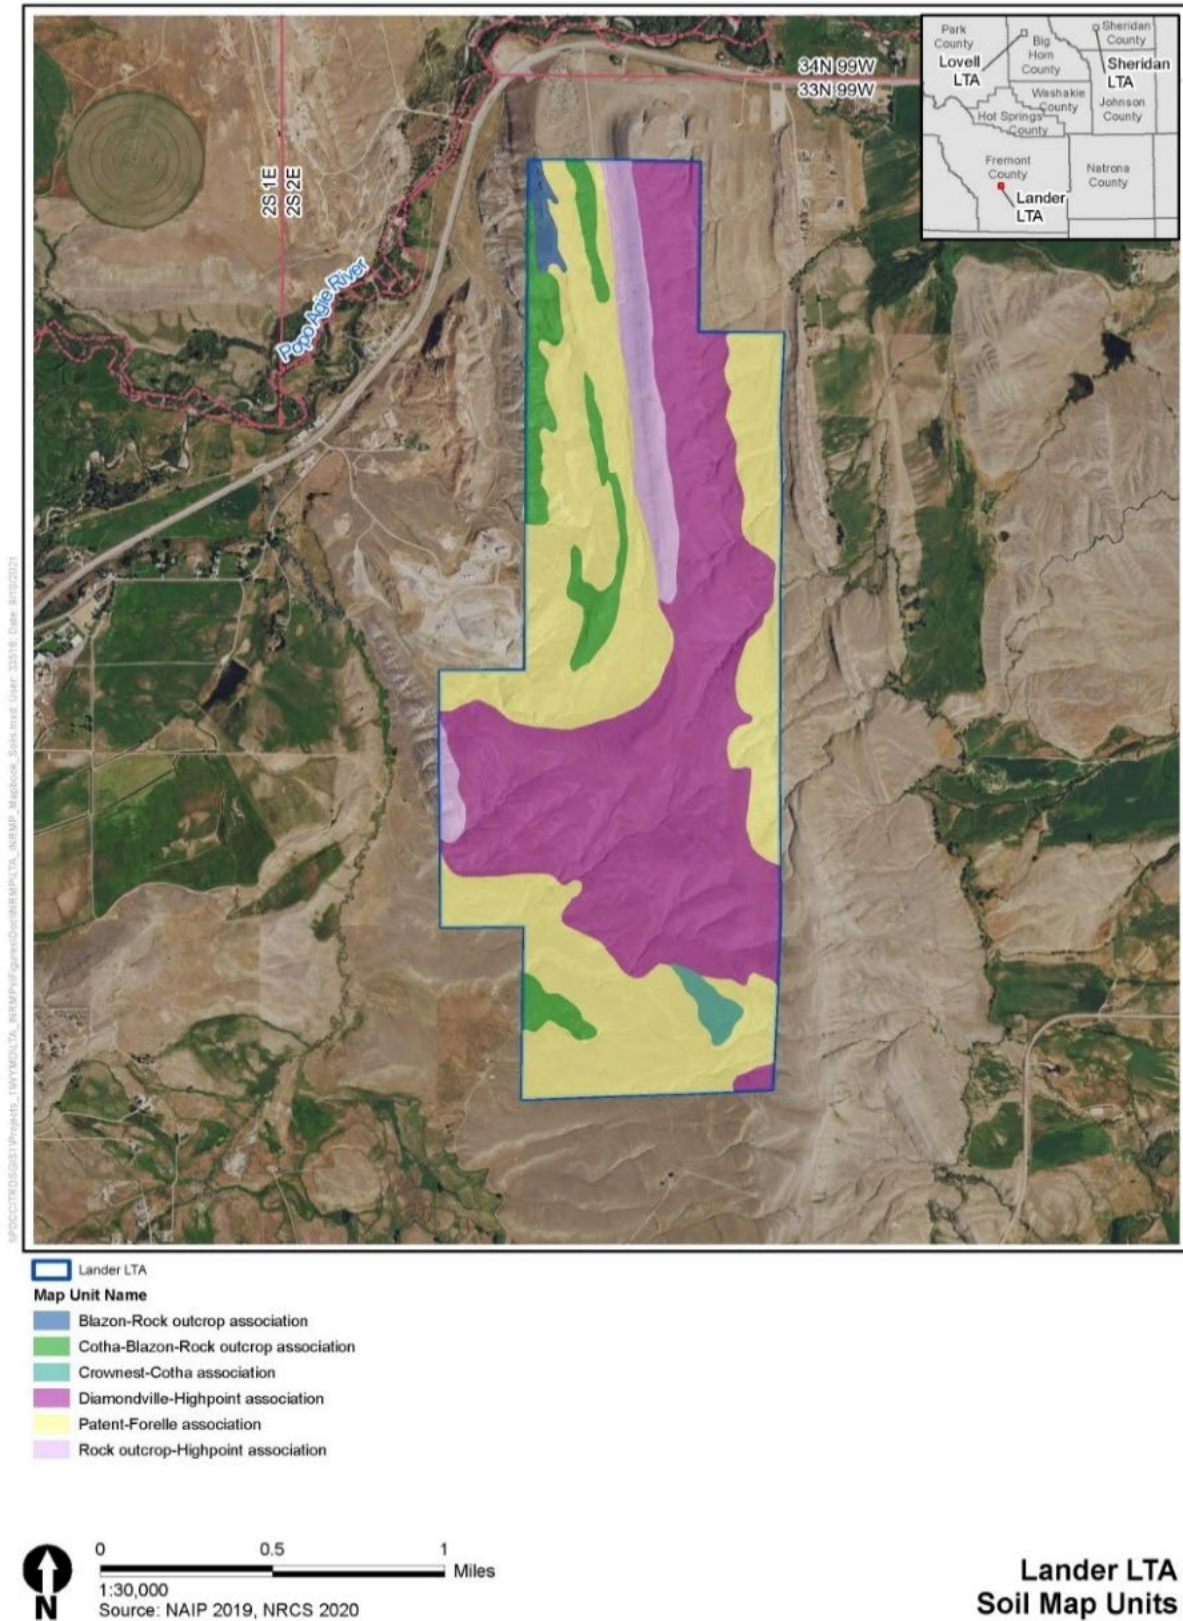 34N 99W
33N 99W
2S 1E
2S 2E
Popo Agie River
Park
County
Lovell
LTA
Big
Horn
County
Sheridan
County
Sheridan
LTA
Washakie
County
Johnson
County
Hot Springs
County
Fremont
County
Natrona
County
Lander
LTA
Lander LTA
Map Unit Name
Blazon-Rock outcrop association
Cotha-Blazon-Rock outcrop association
Crownest-Cotha association
Diamondville-Highpoint association
Patent-Forelle association
Rock outcrop-Highpoint association
N
0 0.5 1
Miles
1:30,000
Source: NAIP 2019, NRCS 2020
Lander LTA
Soil Map Units